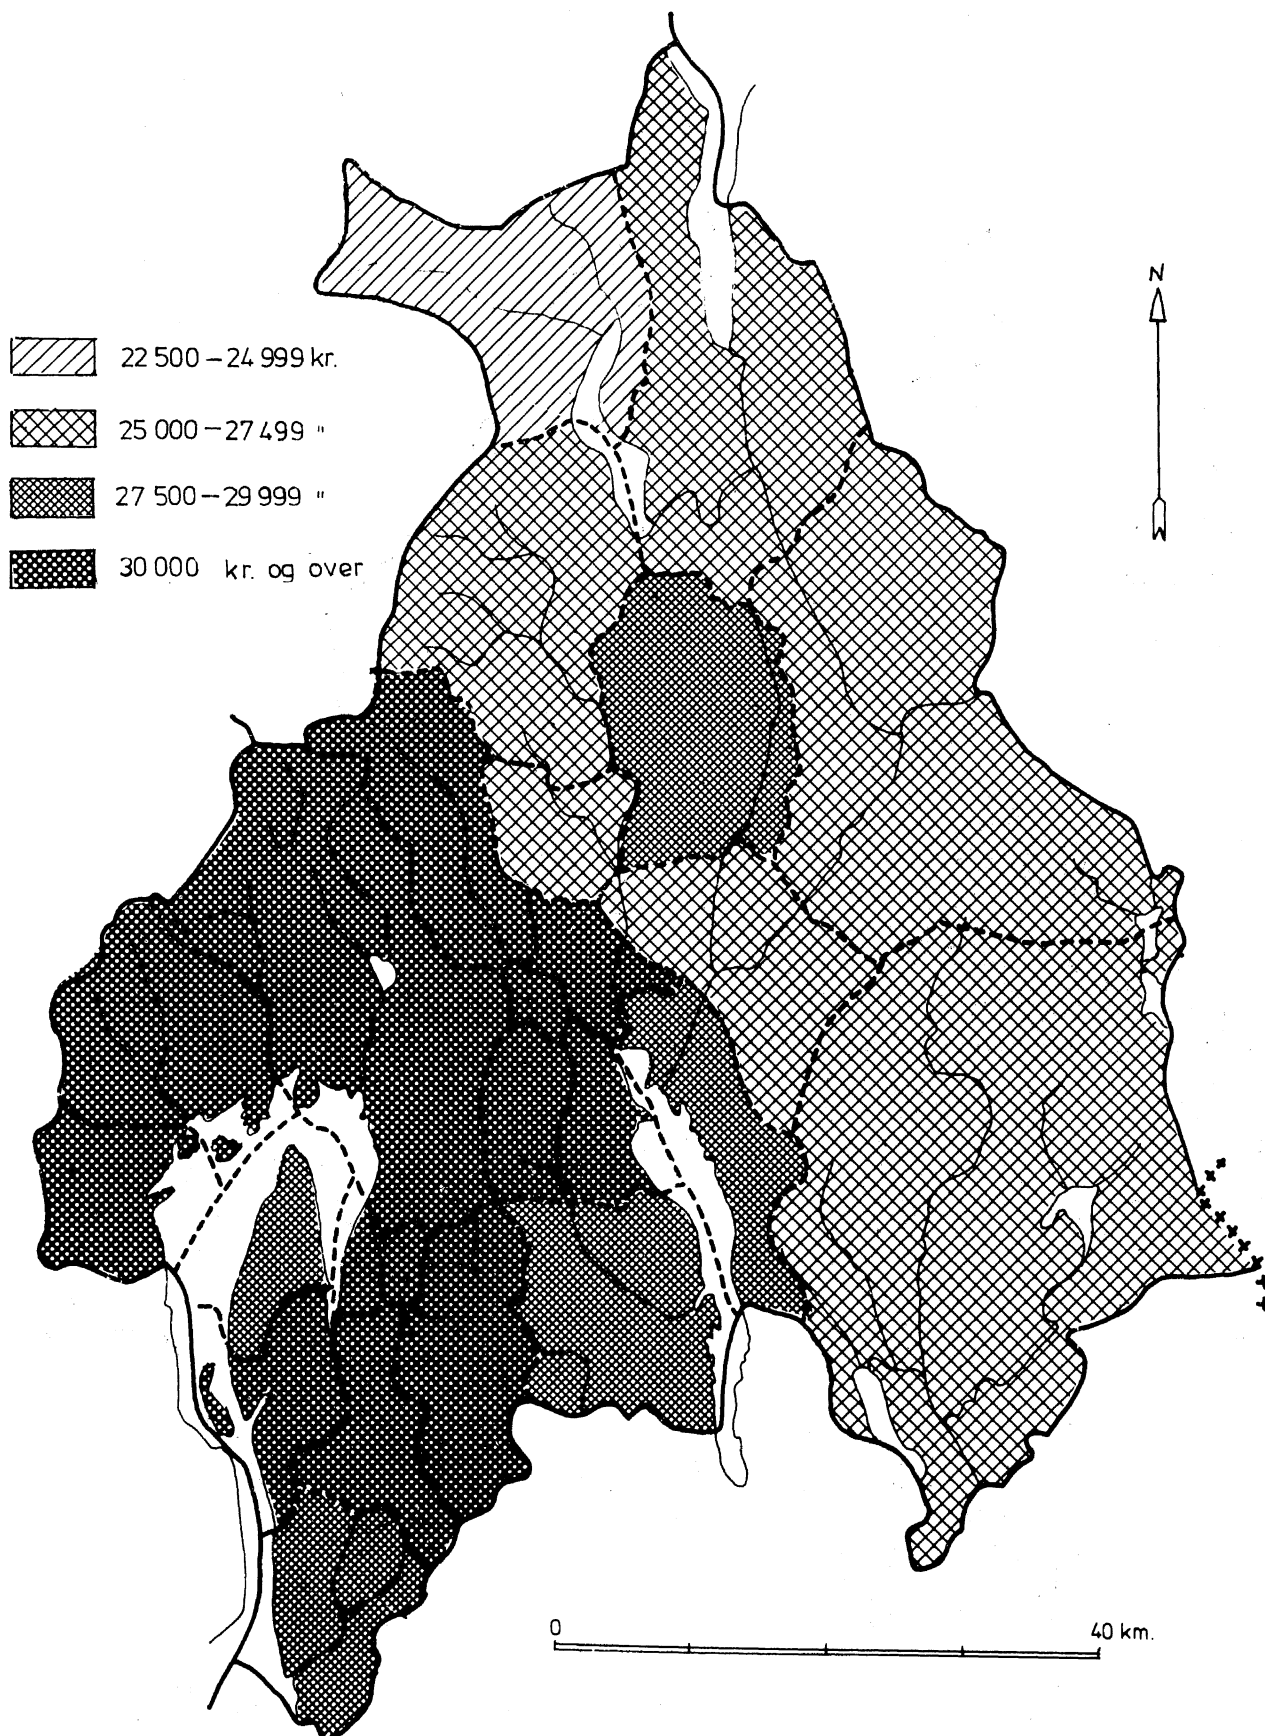 N
22 500 – 24 999 kr.
25 000 – 27 499 "
27 500 – 29 999 "
30 000 kr. og over
0 40 km.